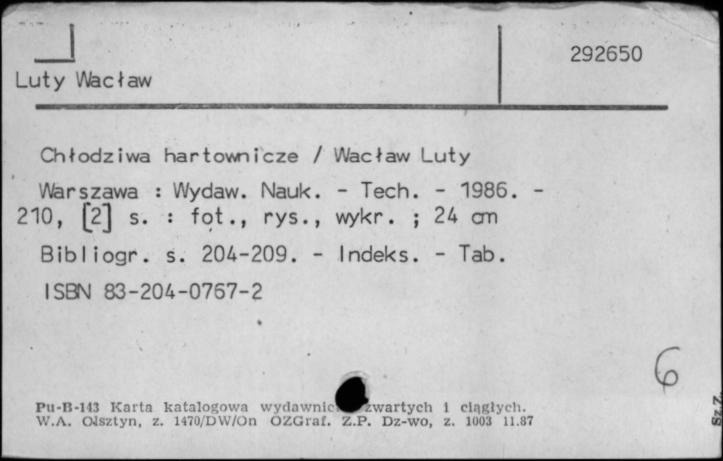 292650
Luty Wacław
Chłodziwa hartownicze / Wacław Luty
Warszawa : Wydaw. Nauk. - Tech. - 1986. -
210, [2] s. : fot., rys., wykr. ; 24 cm
Bibliogr. s. 204-209. - Indeks. - Tab.
ISBN 83-204-0767-2
6
Pu-B-143 Karta katalogowa zwartych i ciągłych.
W.A. Olsztyn, z. 1470/DW/On OZGraf. Z.P. Dz-wo, z. 1003 11.87
Sz.Z.